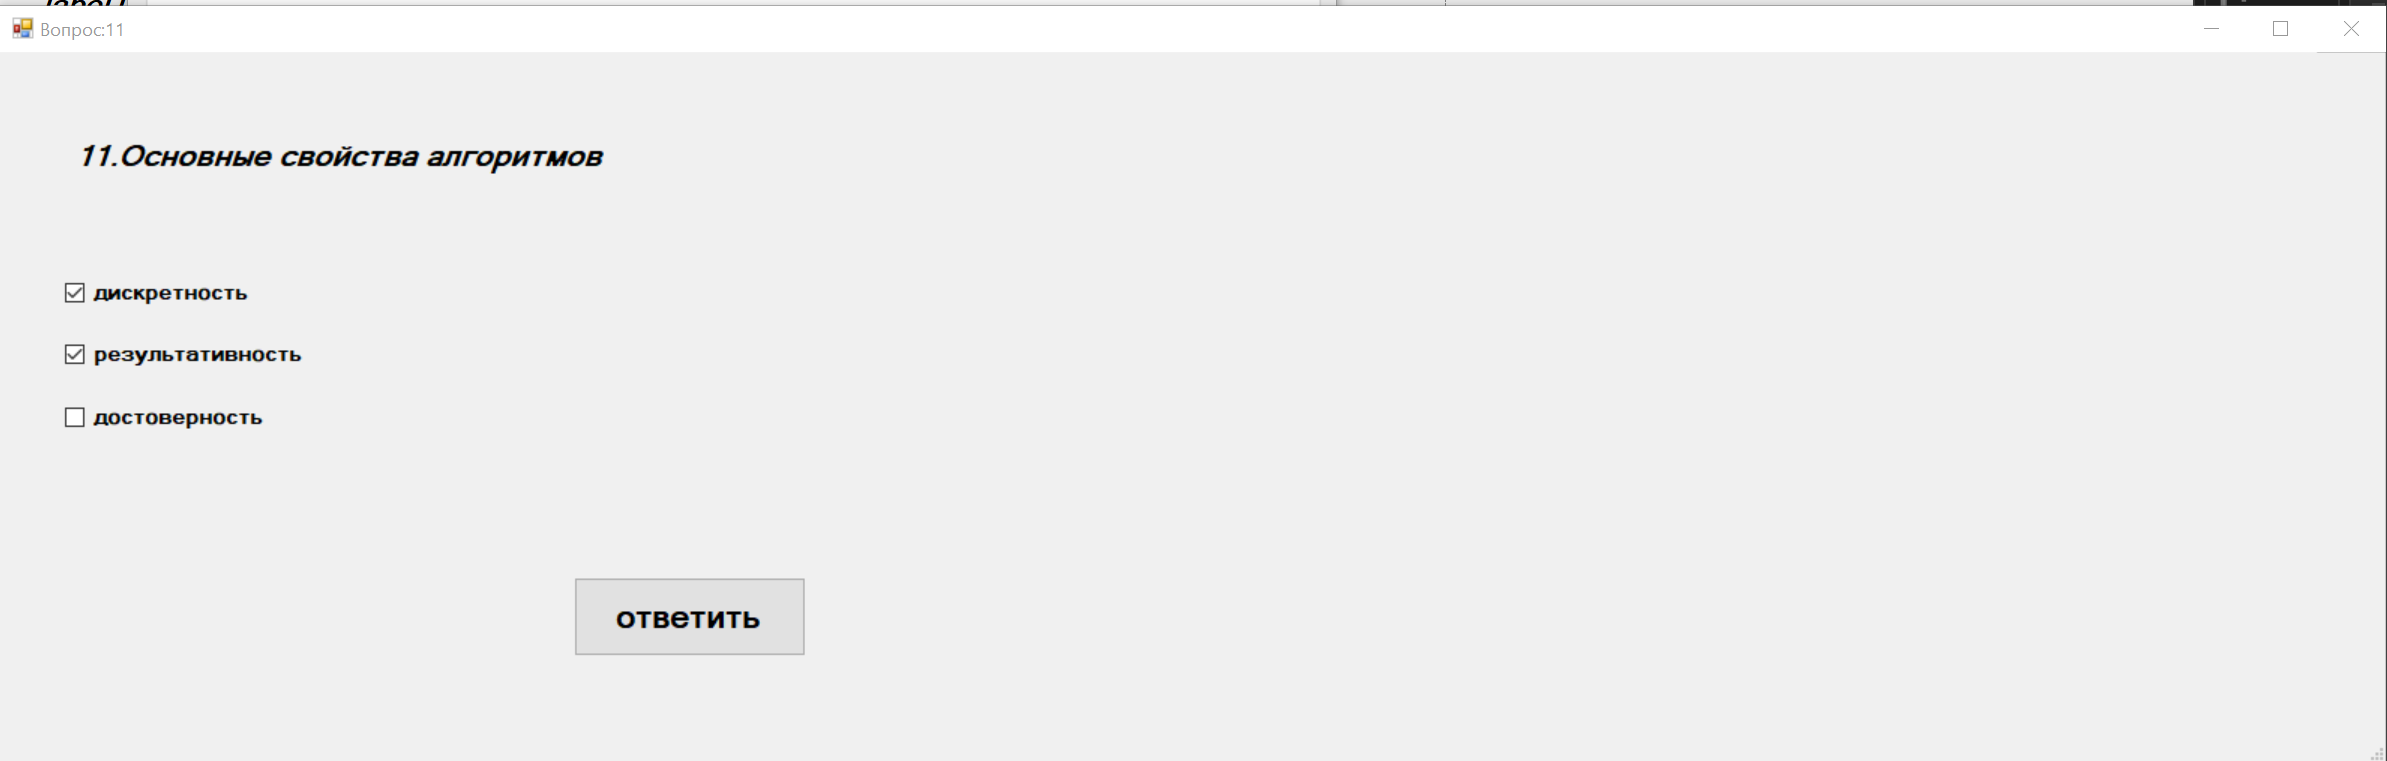 Вопрос:11
11.Основные свойства алгоритмов
дискретность
результативность
достоверность
ответить